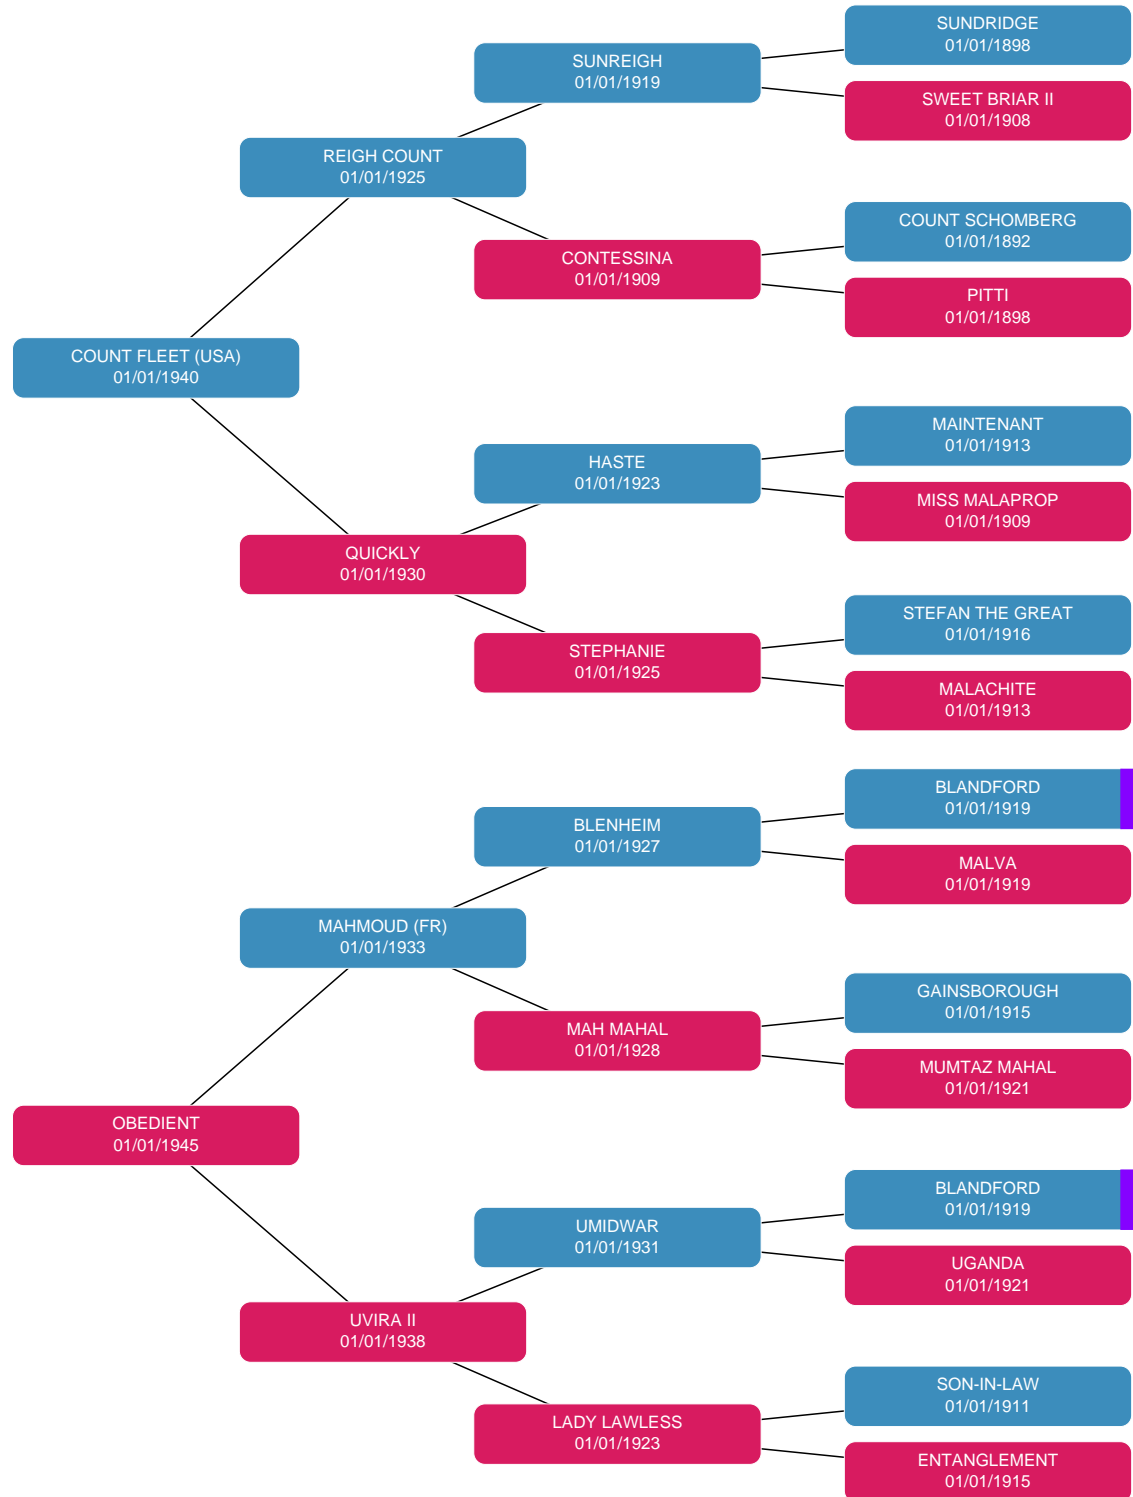 SUNDRIDGE
01/01/1898
SUNREIGH
01/01/1919
SWEET BRIAR II
01/01/1908
REIGH COUNT
01/01/1925
COUNT SCHOMBERG
01/01/1892
CONTESSINA
01/01/1909
PITTI
01/01/1898
COUNT FLEET (USA)
01/01/1940
MAINTENANT
01/01/1913
HASTE
01/01/1923
MISS MALAPROP
01/01/1909
QUICKLY
01/01/1930
STEFAN THE GREAT
01/01/1916
STEPHANIE
01/01/1925
MALACHITE
01/01/1913
BLANDFORD
01/01/1919
BLENHEIM
01/01/1927
MALVA
01/01/1919
MAHMOUD (FR)
01/01/1933
GAINSBOROUGH
01/01/1915
MAH MAHAL
01/01/1928
MUMTAZ MAHAL
01/01/1921
OBEDIENT
01/01/1945
BLANDFORD
01/01/1919
UMIDWAR
01/01/1931
UGANDA
01/01/1921
UVIRA II
01/01/1938
SON-IN-LAW
01/01/1911
LADY LAWLESS
01/01/1923
ENTANGLEMENT
01/01/1915